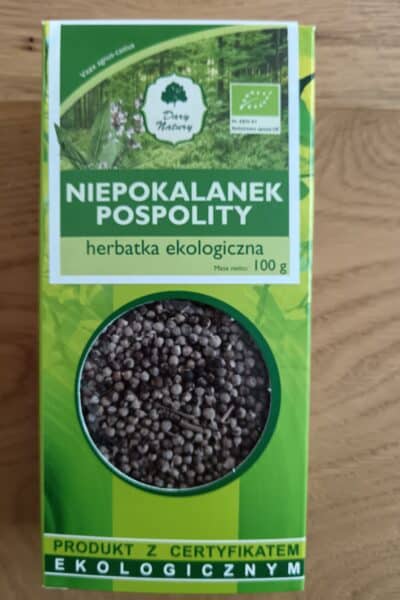 Vitex agnus-castus
Dary
Natury
NIEPOKALANEK
POSPOLITY
herbatka ekologiczna
Masa netto: 100 g
PRODUKT Z CERTYFIKATEM
EKOLOGICZNYM